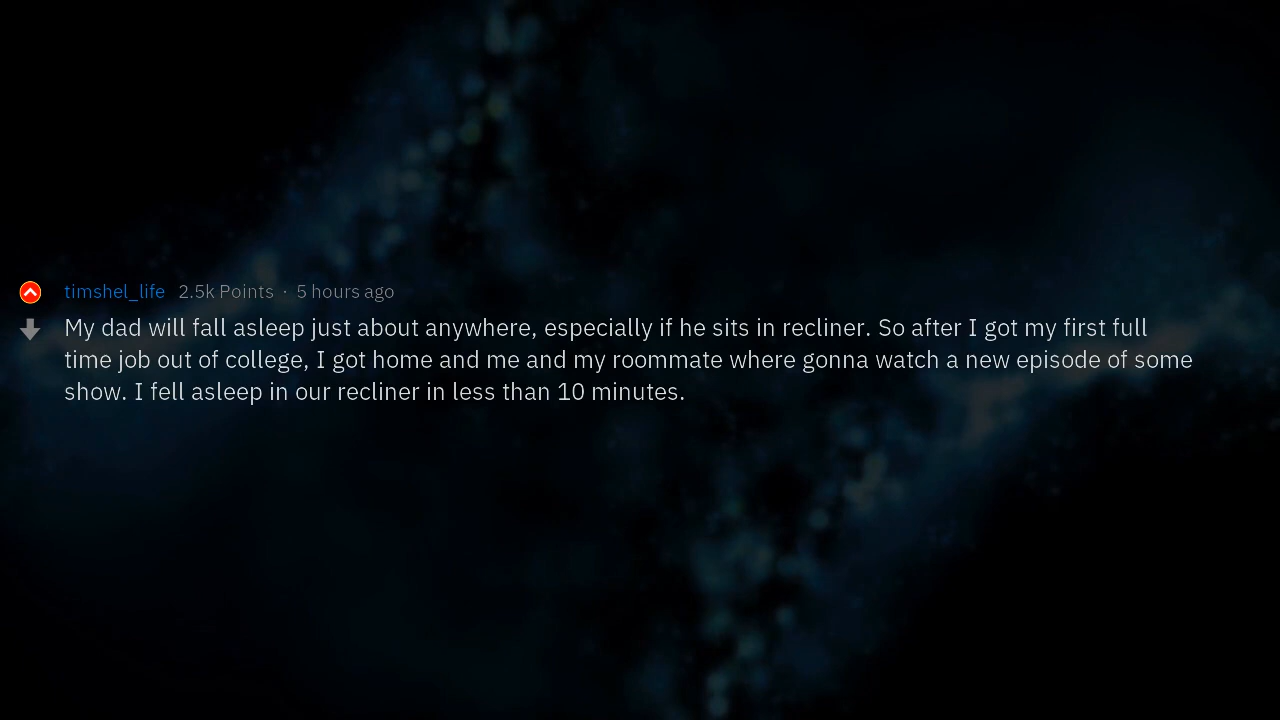 timshel_life 2.5k Points · 5 hours ago
My dad will fall asleep just about anywhere, especially if he sits in recliner. So after I got my first full
time job out of college, I got home and me and my roommate where gonna watch a new episode of some
show. I fell asleep in our recliner in less than 10 minutes.